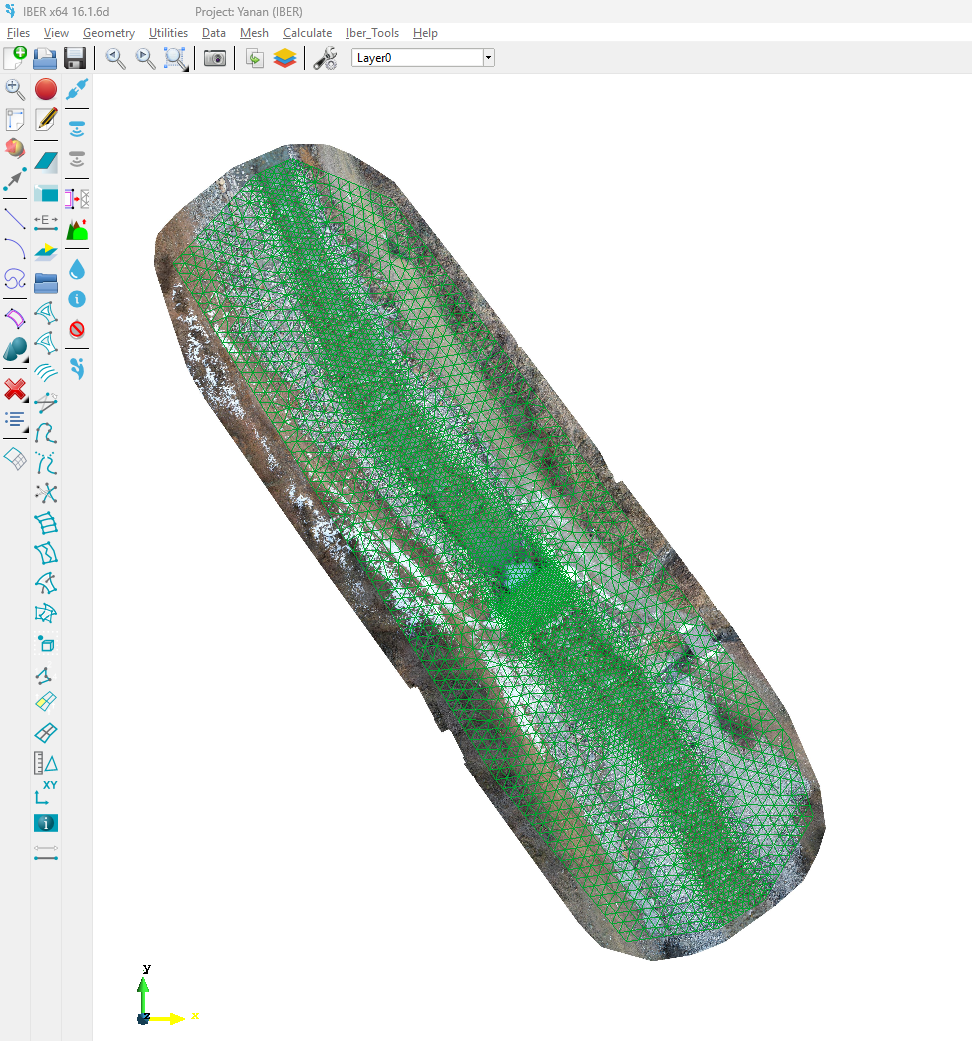 IBER x64 16.1.6d Project: Yanan (IBER)
Files View Geometry Utilities Data Mesh Calculate Iber_Tools Help
Layer0
E
XY
i
i
y
z
x